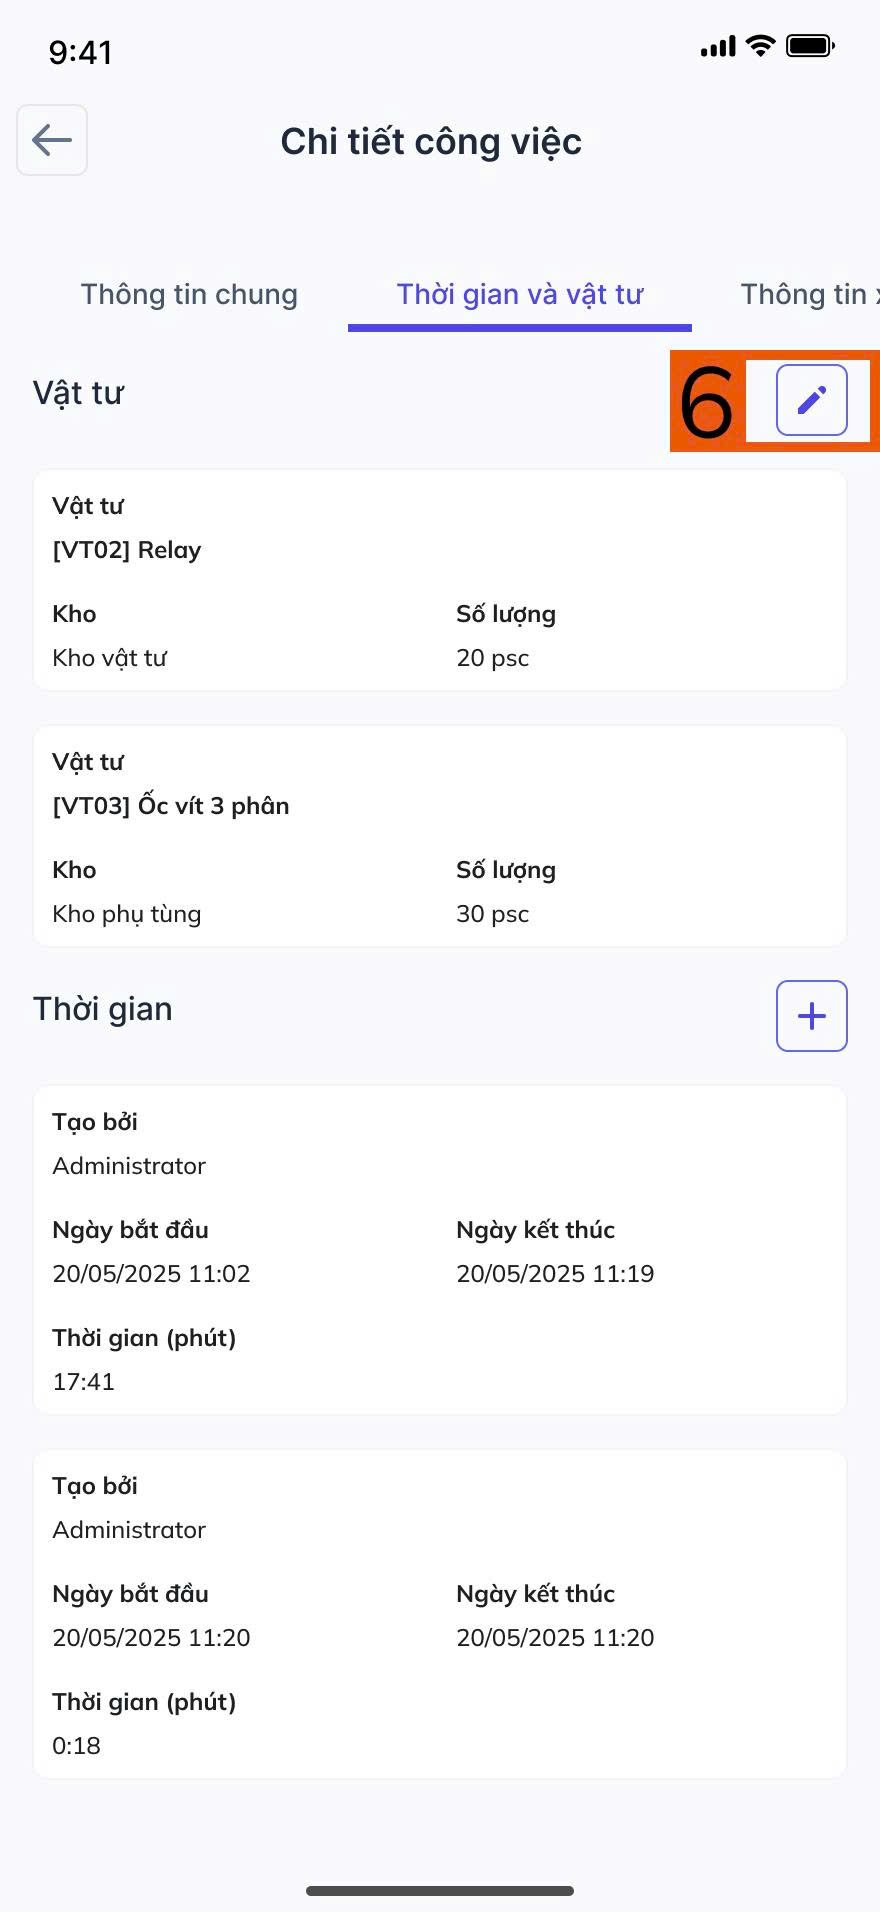 9:41
Chi tiết công việc
Thông tin chung Thời gian và vật tư Thông tin
Vật tư 6
Vật tư
[VT02] Relay
Kho Số lượng
Kho vật tư 20 psc
Vật tư
[VT03] Ốc vít 3 phân
Kho Số lượng
Kho phụ tùng 30 psc
Thời gian
Tạo bởi
Administrator
Ngày bắt đầu Ngày kết thúc
20/05/2025 11:02 20/05/2025 11:19
Thời gian (phút)
17:41
Tạo bởi
Administrator
Ngày bắt đầu Ngày kết thúc
20/05/2025 11:20 20/05/2025 11:20
Thời gian (phút)
0:18